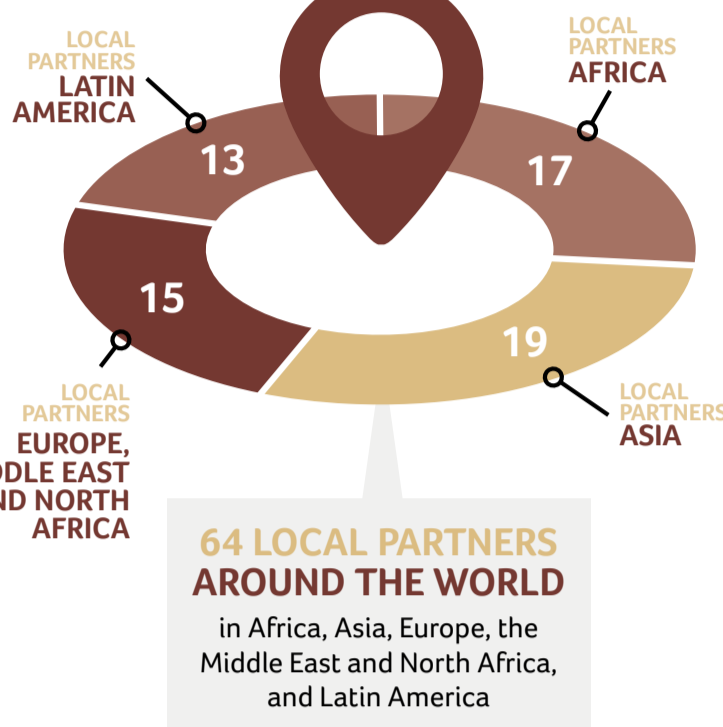 LOCAL
PARTNERS
LATIN
AMERICA
13
LOCAL
PARTNERS
AFRICA
17
15
LOCAL
PARTNERS
EUROPE,
DLE EAST
ND NORTH
AFRICA
19
LOCAL
PARTNERS
ASIA
64 LOCAL PARTNERS
AROUND THE WORLD
in Africa, Asia, Europe, the
Middle East and North Africa,
and Latin America